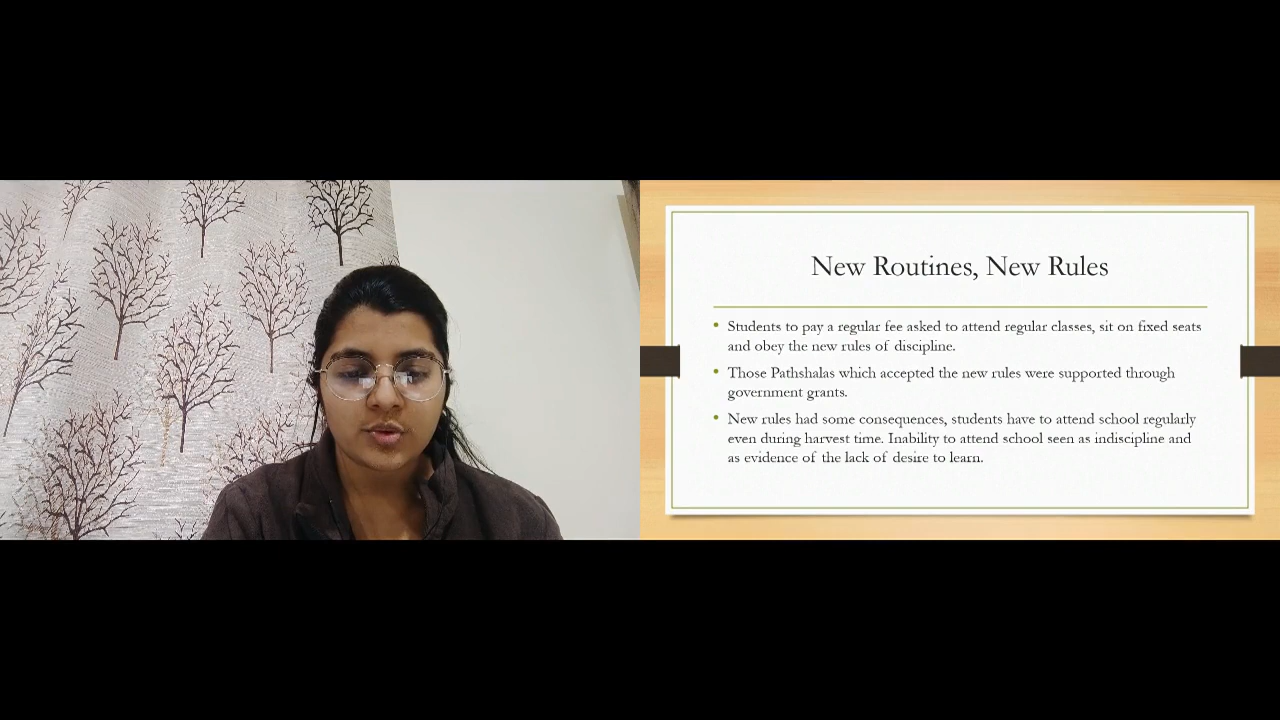 New Routines, New Rules
• Students to pay a regular fee asked to attend regular classes, sit on fixed seats
and obey the new rules of discipline.
• Those Pathshalas which accepted the new rules were supported through
government grants.
• New rules had some consequences, students have to attend school regularly
even during harvest time. Inability to attend school seen as indiscipline and
as evidence of the lack of desire to learn.